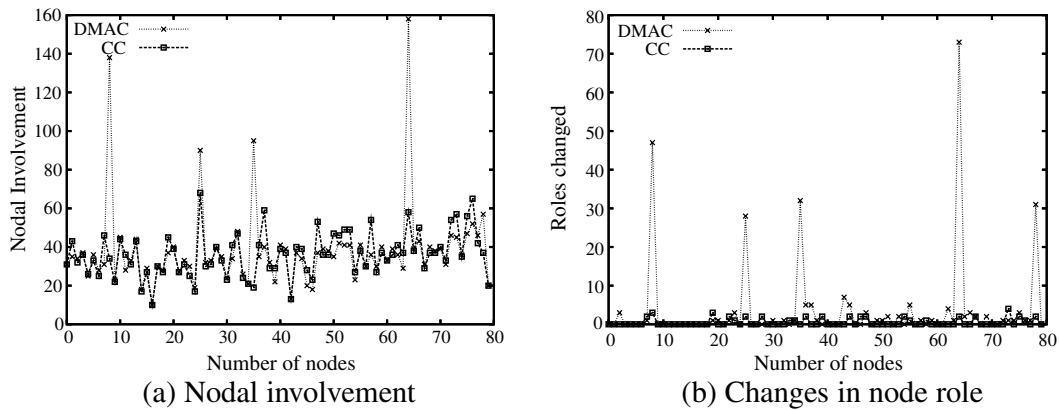 160
140
120
100
80
60
40
20
0
Nodal Involvement
DMAC
CC
0 10 20 30 40 50 60 70 80
Number of nodes
(a) Nodal involvement
80
70
60
50
40
30
20
10
0
Roles changed
DMAC
CC
0 10 20 30 40 50 60 70 80
Number of nodes
(b) Changes in node role